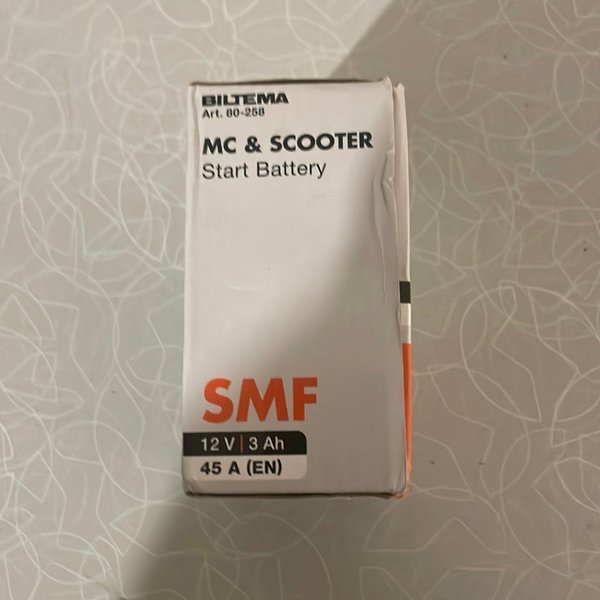 BILTEMA
Art. 80-258
MC & SCOOTER
Start Battery
SMF
12 V | 3 Ah
45 A (EN)